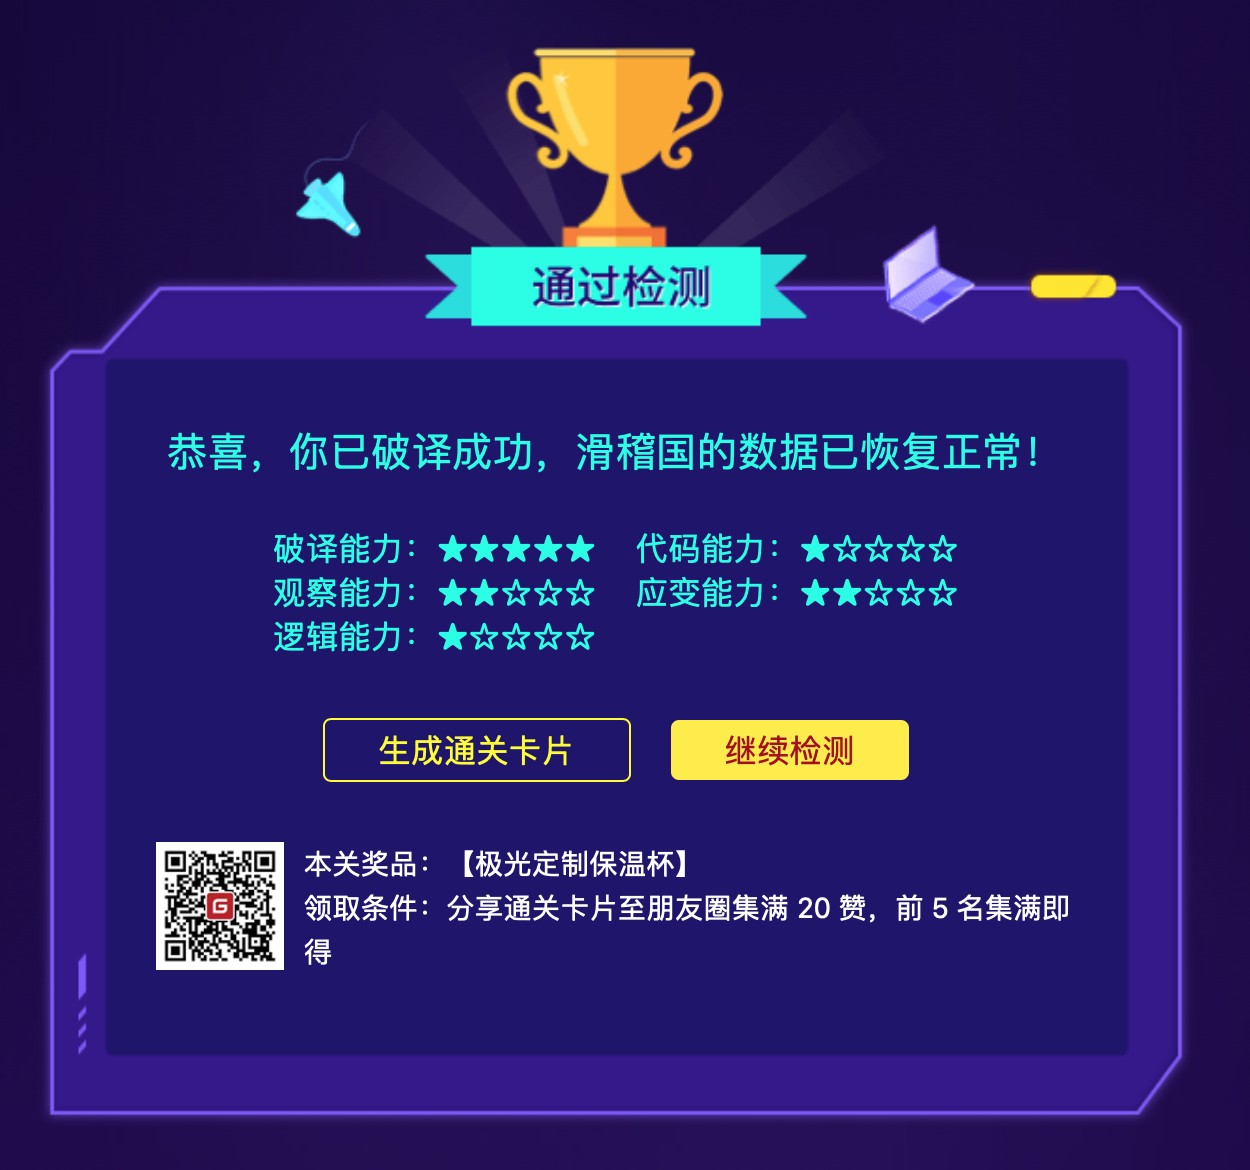 通过检测
恭喜，你已破译成功，滑稽国的数据已恢复正常！
破译能力：★★★★★ 代码能力：★☆☆☆☆
观察能力：★★☆☆☆ 应变能力：★★☆☆☆
逻辑能力：★☆☆☆☆
生成通关卡片 继续检测
本关奖品：【极光定制保温杯】
领取条件：分享通关卡片至朋友圈集满 20 赞，前 5 名集满即
得